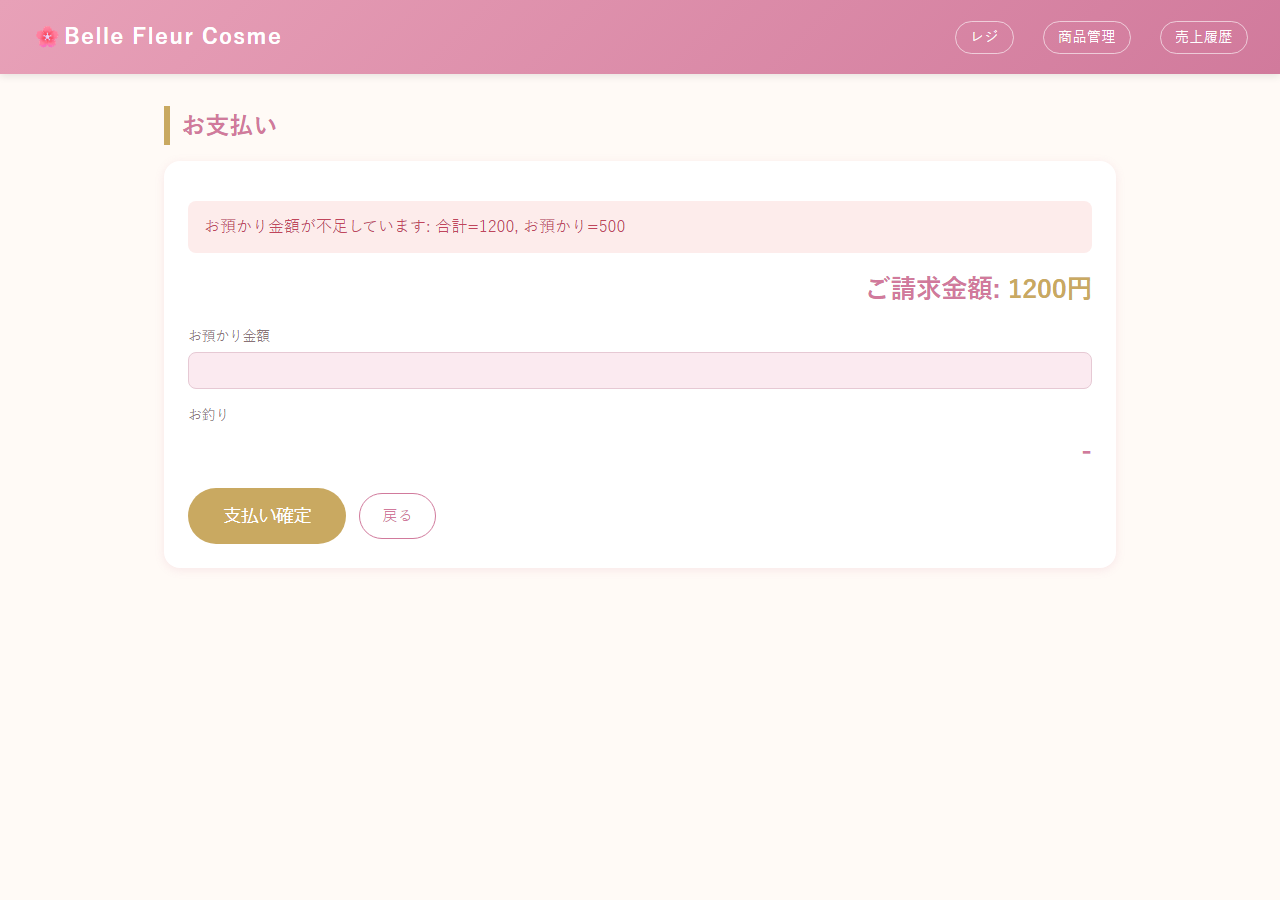 🌸 Belle Fleur Cosme
レジ 商品管理 売上履歴
お支払い
お預かり金額が不足しています: 合計=1200, お預かり=500
ご請求金額: 1200円
お預かり金額
お釣り
-
支払い確定 戻る